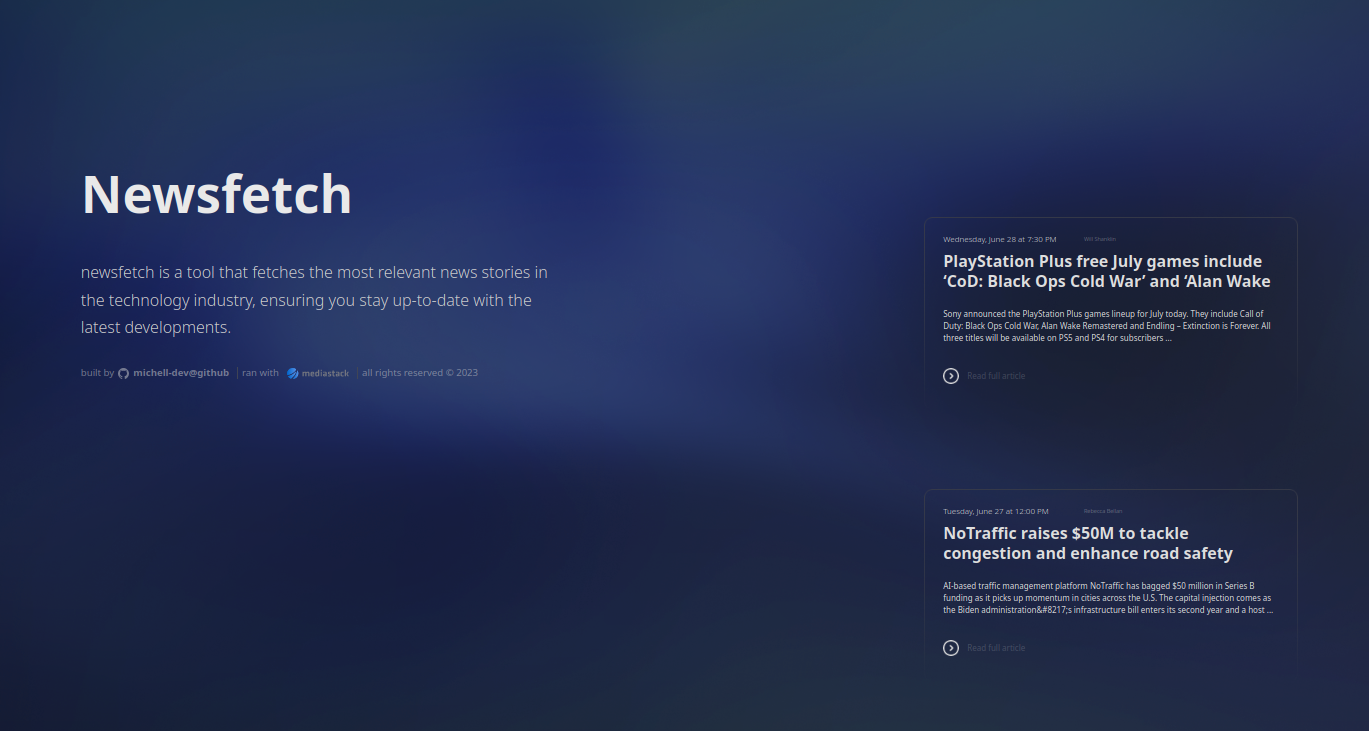 Newsfetch
newsfetch is a tool that fetches the most relevant news stories in
the technology industry, ensuring you stay up-to-date with the
latest developments.
built by michell-dev@github | ran with mediastack | all rights reserved © 2023
Wednesday, June 28 at 7:30 PM Will Shanklin
PlayStation Plus free July games include
‘CoD: Black Ops Cold War’ and ‘Alan Wake
Sony announced the PlayStation Plus games lineup for July today. They include Call of
Duty: Black Ops Cold War, Alan Wake Remastered and Endling – Extinction is Forever. All
three titles will be available on PS5 and PS4 for subscribers ...
Read full article
Tuesday, June 27 at 12:00 PM Rebecca Bellan
NoTraffic raises $50M to tackle
congestion and enhance road safety
AI-based traffic management platform NoTraffic has bagged $50 million in Series B
funding as it picks up momentum in cities across the U.S. The capital injection comes as
the Biden administration&#8217;s infrastructure bill enters its second year and a host ...
Read full article